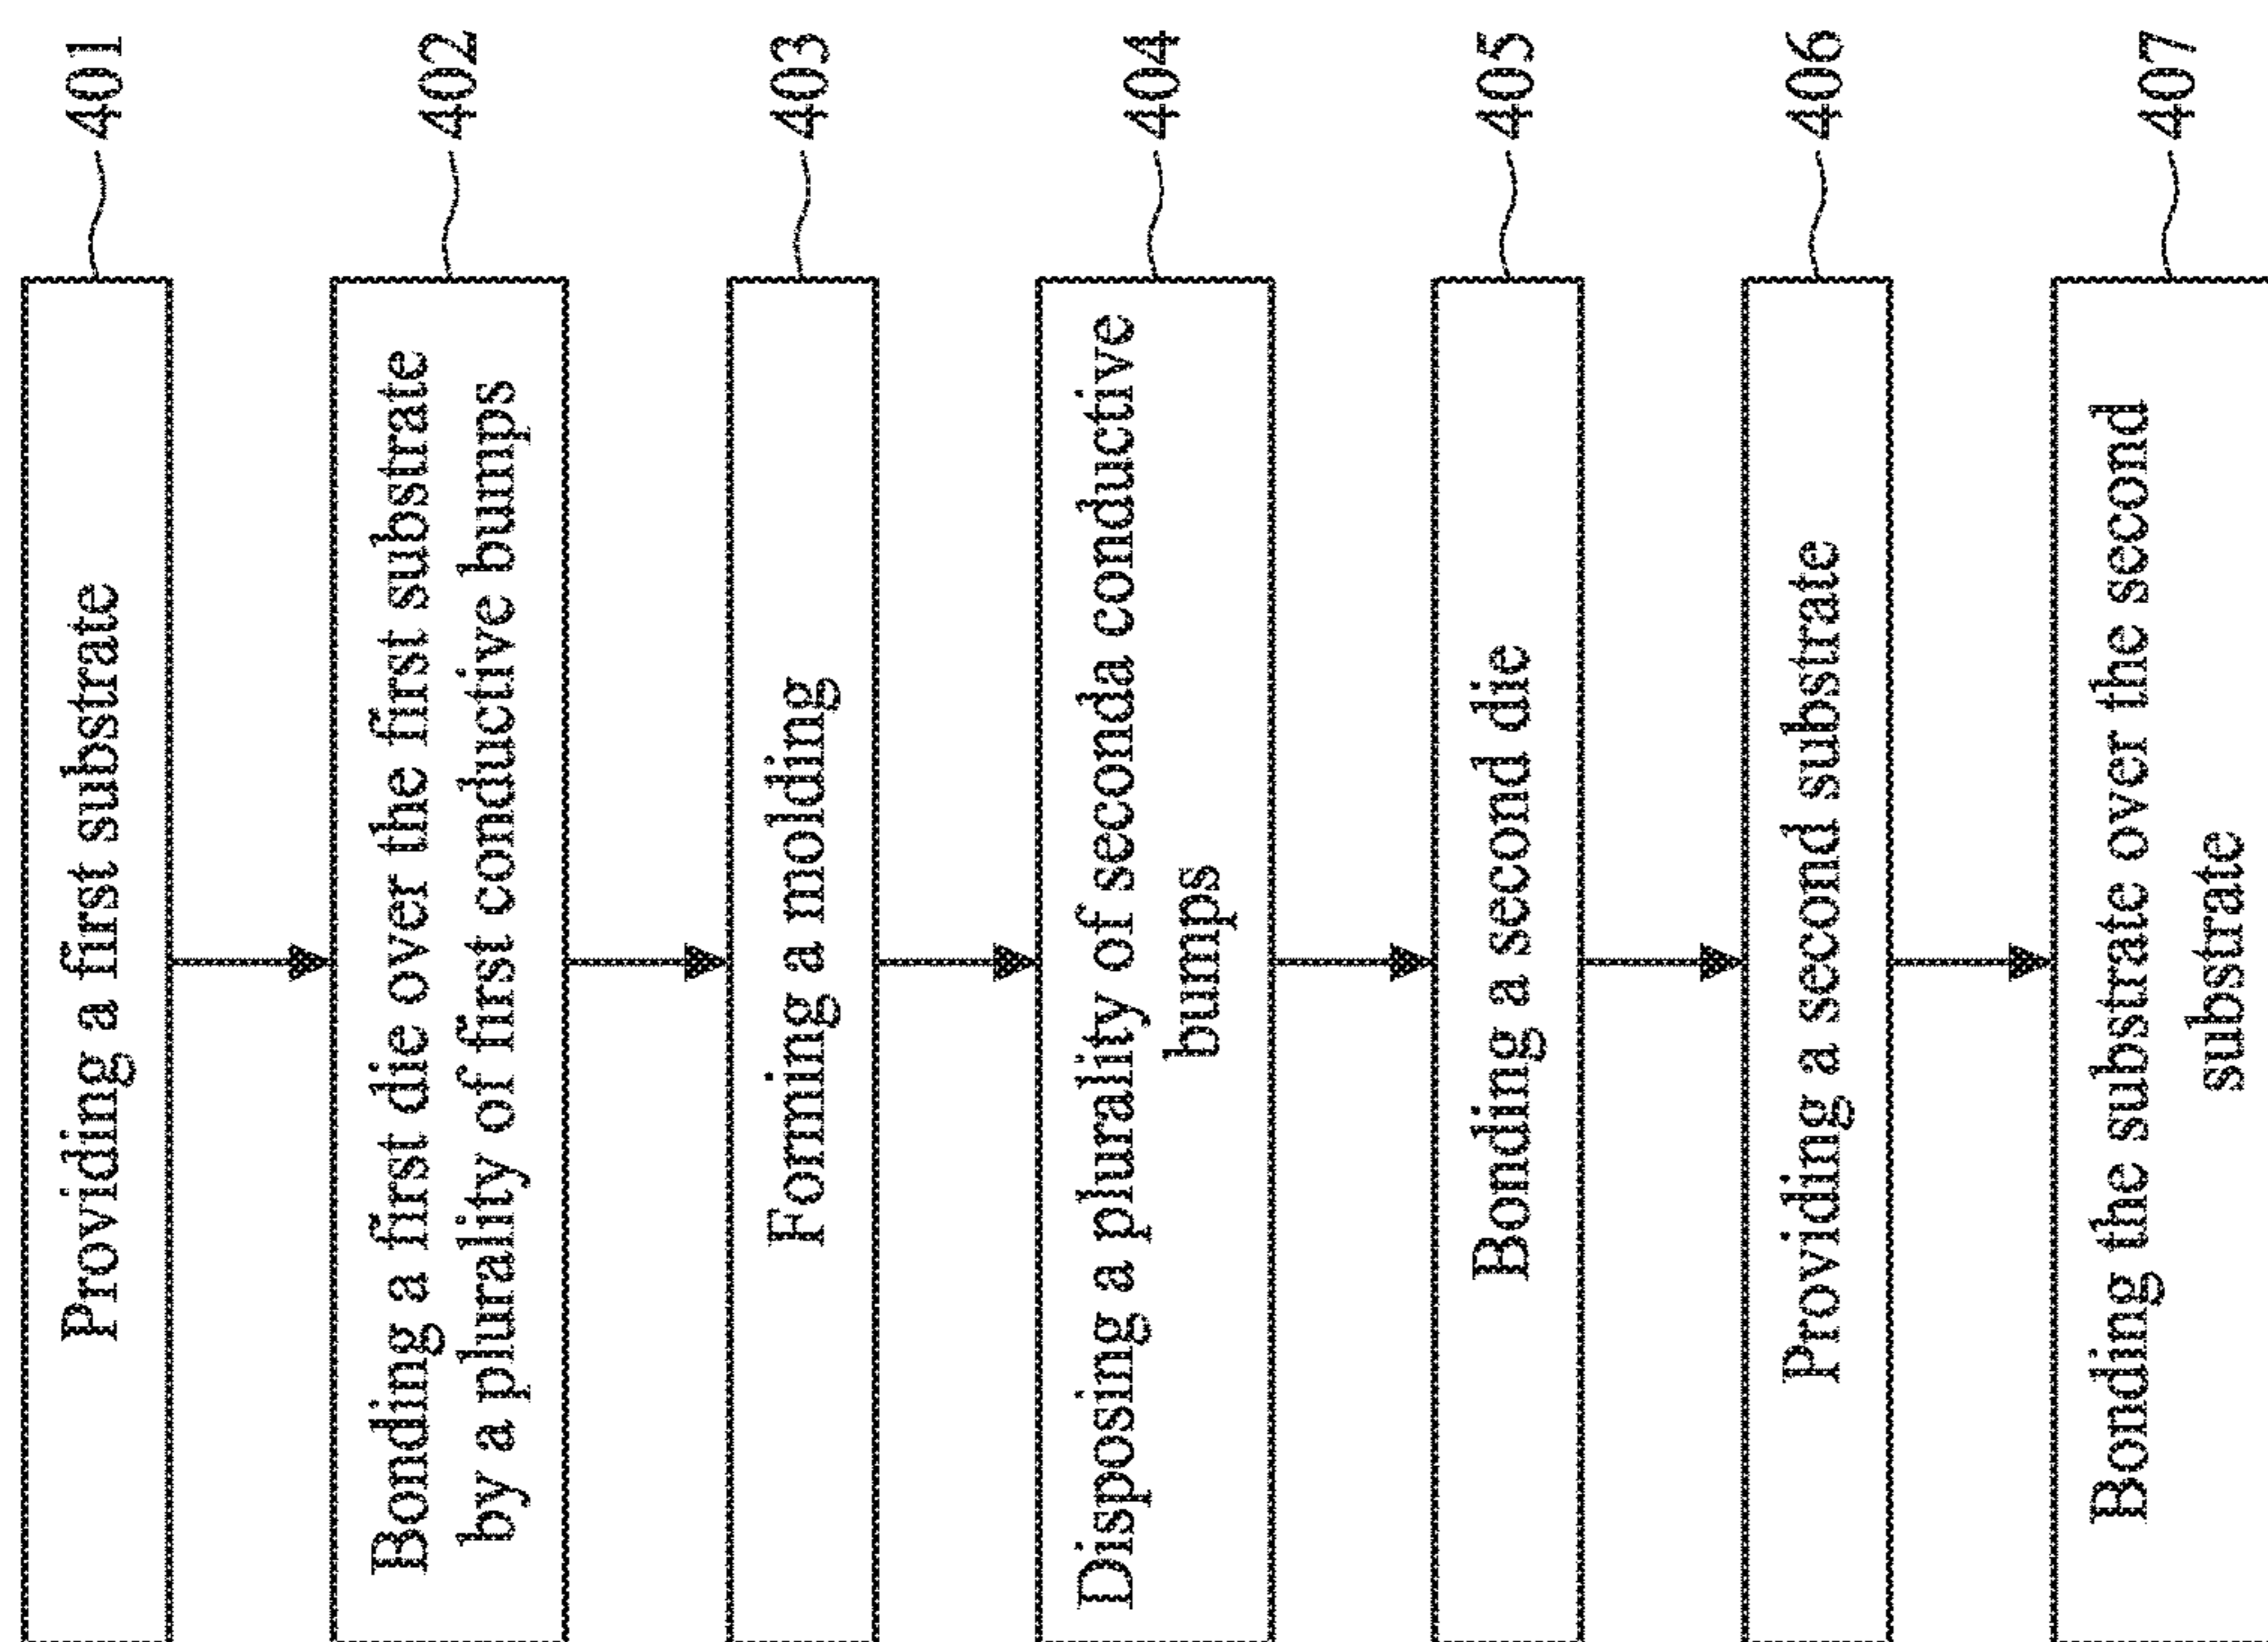 Providing a first substrate
401
Bonding a first die over the first substrate
by a plurality of first conductive bumps
402
Foming a molding
403
Disposing a plurality of seconda conductive
bumps
404
Bonding a second die
405
Providing a second substrate
406
Bonding the substrate over the second
substrate
407